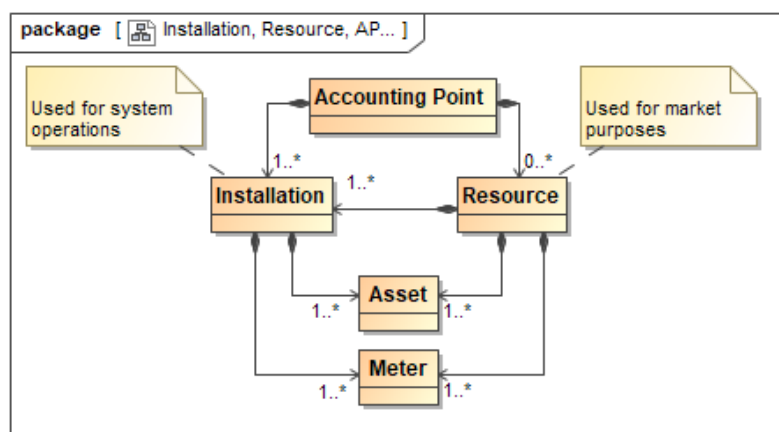 package [ Installation, Resource, AP... ]
Used for system
operations
Accounting Point
Used for market
purposes
1..*
0..*
Installation
1..*
Resource
Asset
1..*
1..*
Meter
1..*
1..*